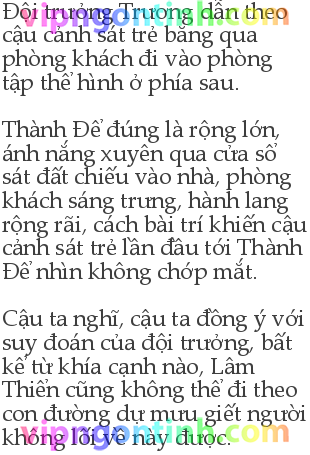 Đội trưởng Trương dẫn theo
cậu cảnh sát trẻ băng qua
phòng khách đi vào phòng
tập thể hình ở phía sau.
Thành Để đúng là rộng lớn,
ánh nắng xuyên qua cửa sổ
sát đất chiếu vào nhà, phòng
khách sáng trưng, hành lang
rộng rãi, cách bài trí khiến cậu
cảnh sát trẻ lần đầu tới Thành
Để nhìn không chớp mắt.
Cậu ta nghĩ, cậu ta đồng ý với
suy đoán của đội trưởng, bất
kể từ khía cạnh nào, Lâm
Thiển cũng không thể đi theo
con đường dự mưu giết người
không lối về này được.
vipngontinh.com
vipngontinh.com